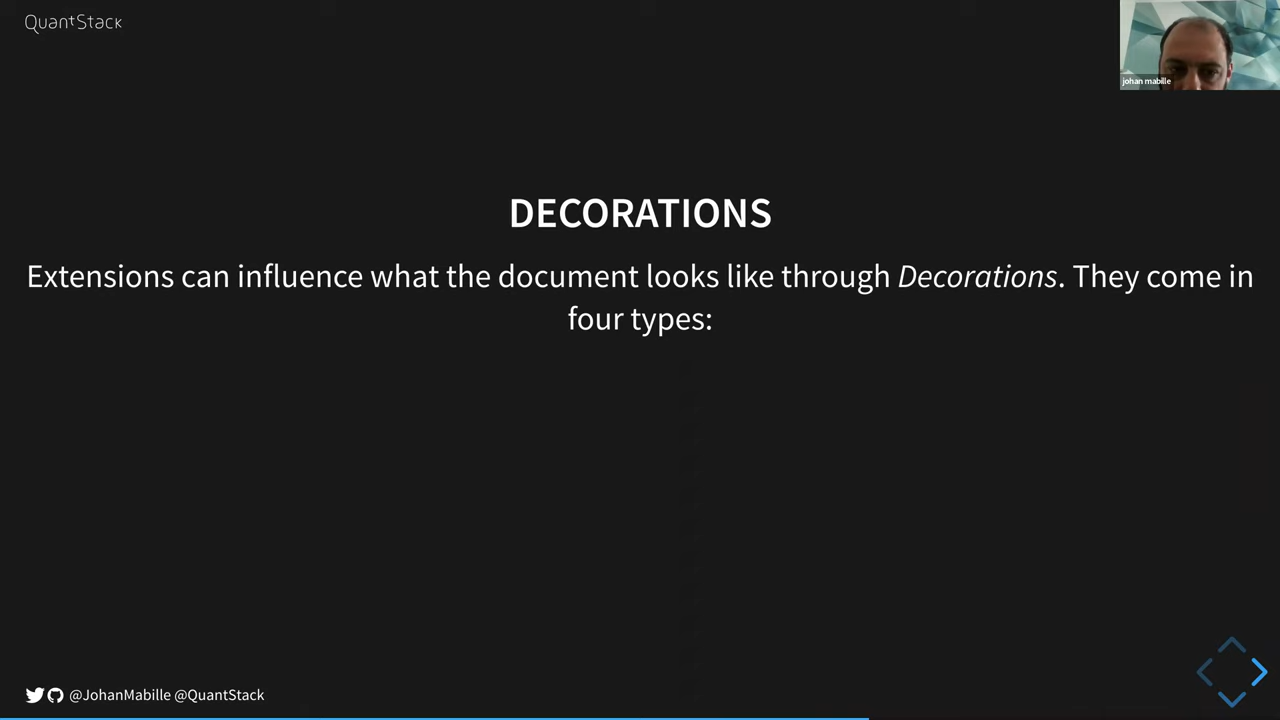 QuantStack
johan mabille
DECORATIONS
Extensions can influence what the document looks like through Decorations. They come in
four types:
@JohanMabille @QuantStack